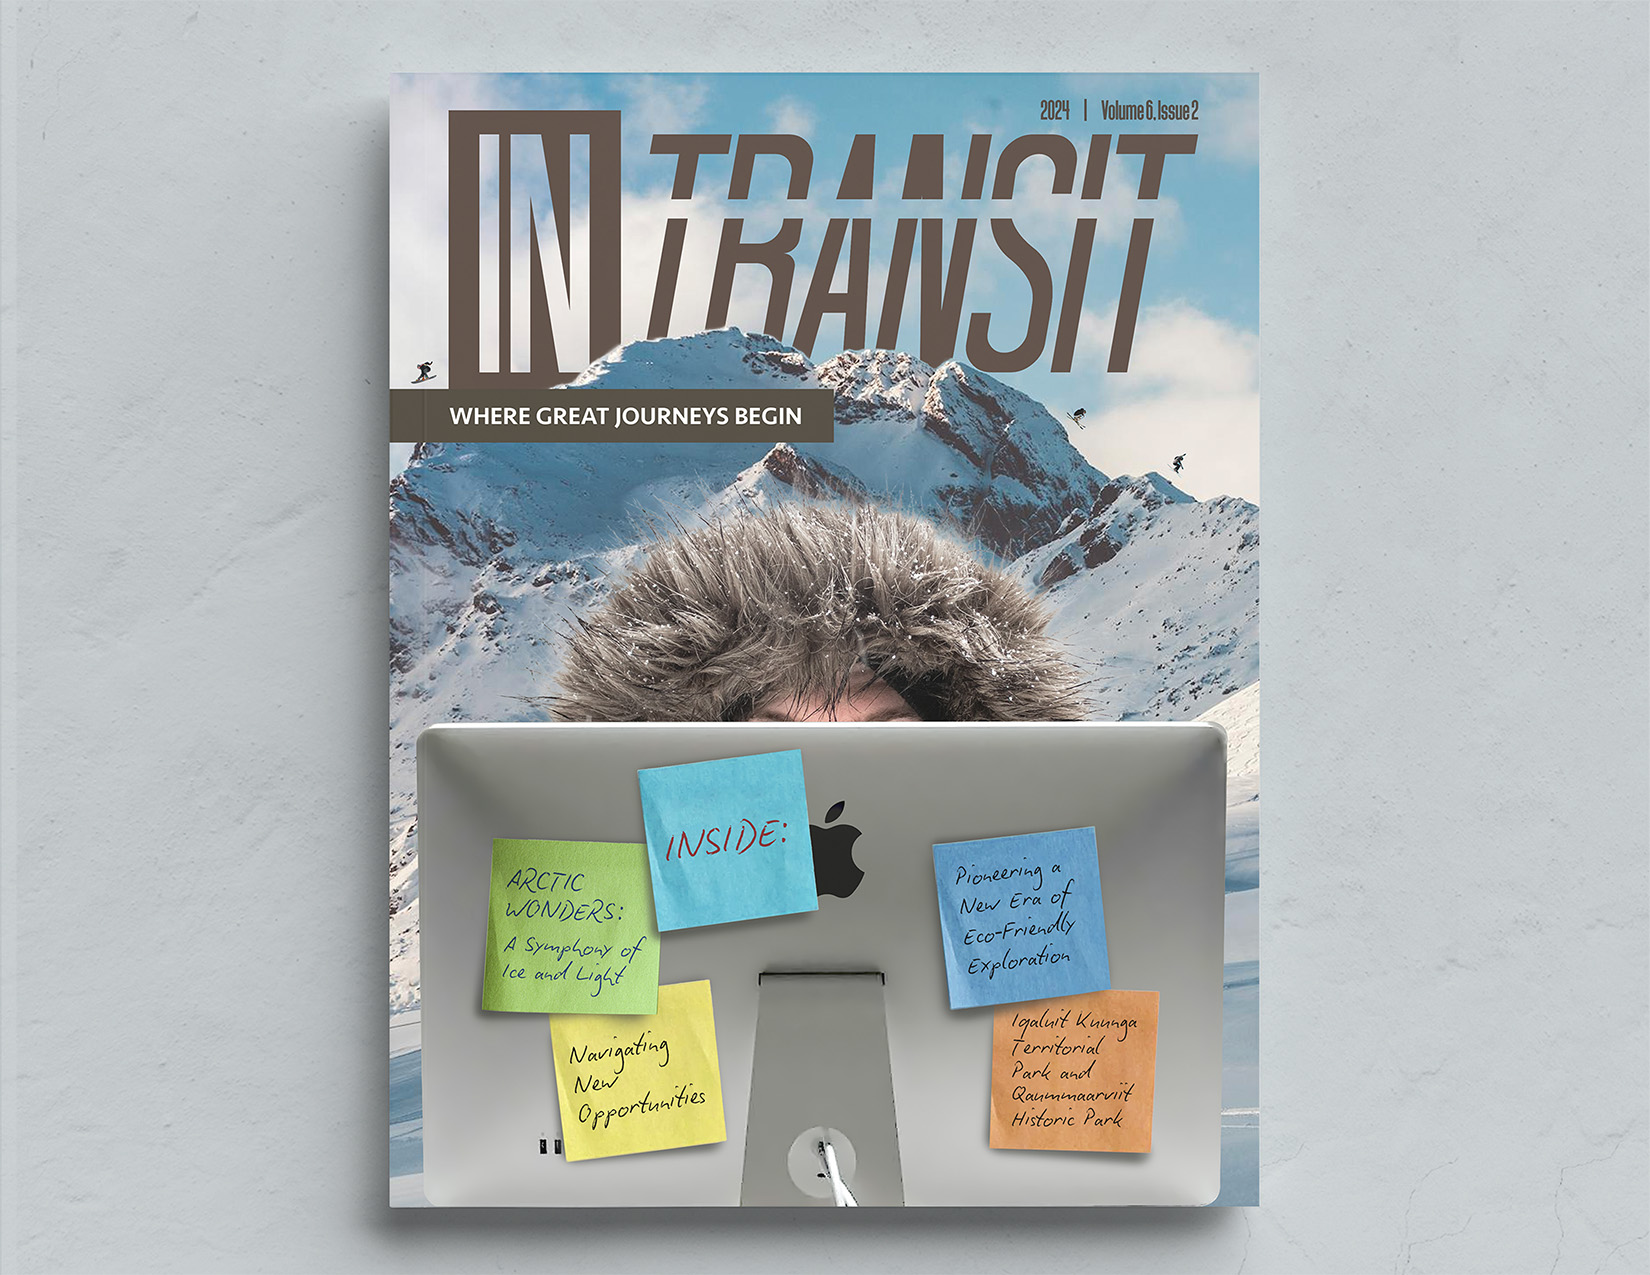 2024 | Volume 6, Issue 2
IN TRANSIT
WHERE GREAT JOURNEYS BEGIN
INSIDE:
ARCTIC
WONDERS:
A Symphony of
Ice and Light
Navigating
New
Opportunities
Pioneering a
New Era of
Eco-Friendly
Exploration
Iqaluit Kuunga
Territorial
Park and
Qaummaarviit
Historic Park